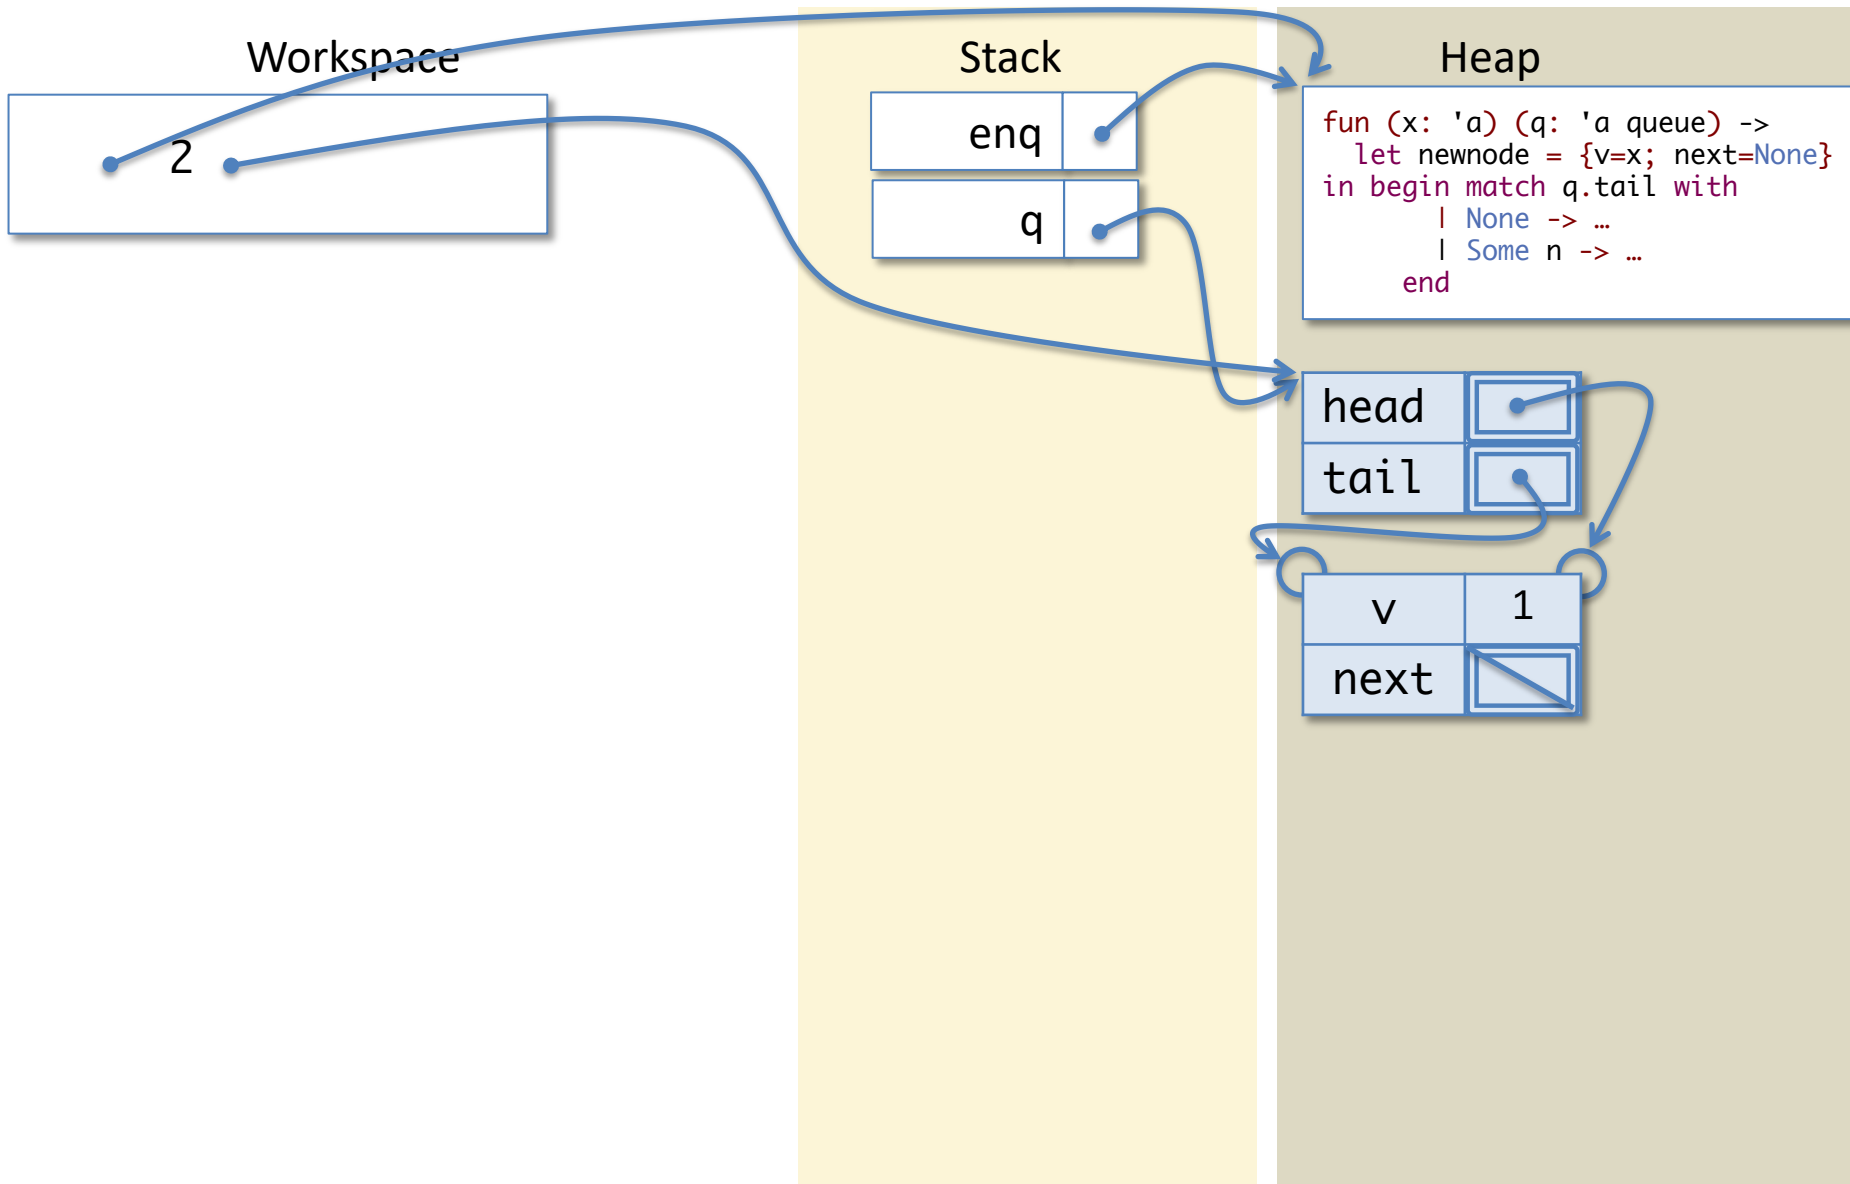 Workspace
2
Stack
enq
q
Heap
fun (x: 'a) (q: 'a queue) ->
let newnode = {v=x; next=None}
in begin match q.tail with
| None -> …
| Some n -> …
end
head
tail
v 1
next